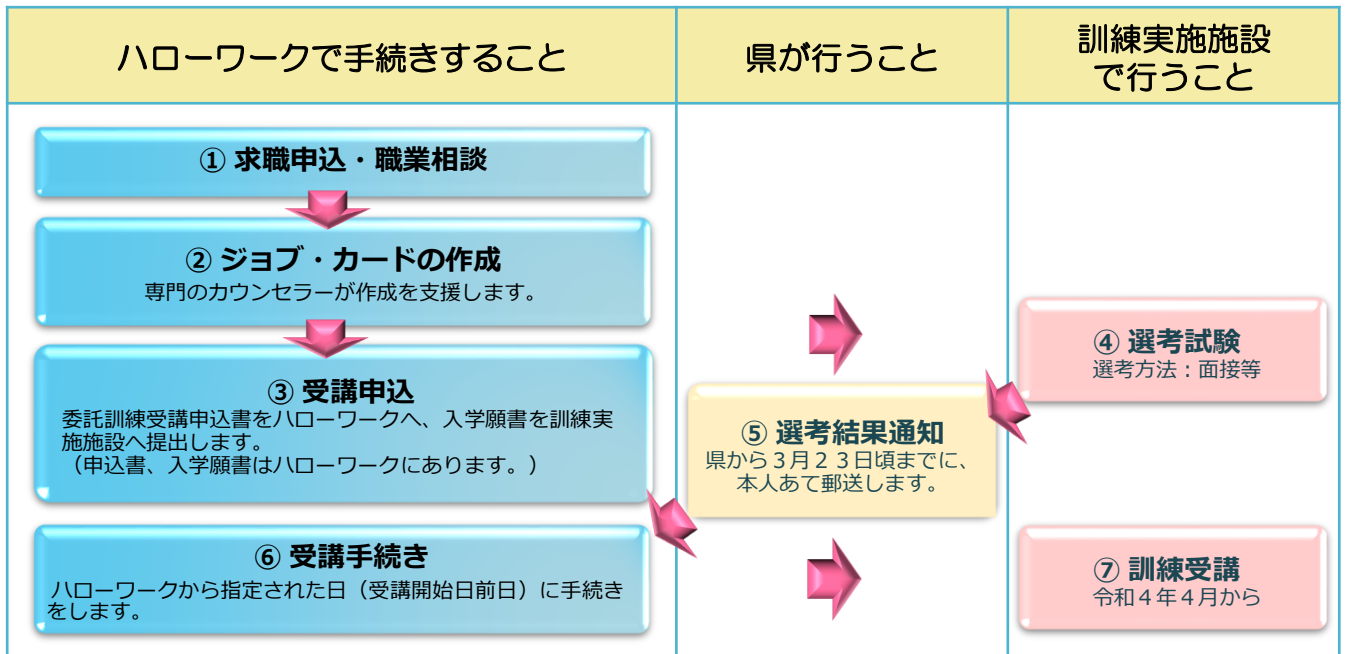 ハローワークで手続きすること
県が行うこと
訓練実施施設
で行うこと
① 求職申込・職業相談
② ジョブ・カードの作成
専門のカウンセラーが作成を支援します。
③ 受講申込
委託訓練受講申込書をハローワークへ、入学願書を訓練実
施施設へ提出します。
（申込書、入学願書はハローワークにあります。）
④ 選考試験
選考方法：面接等
⑤ 選考結果通知
県から３月２３日頃までに、
本人あて郵送します。
⑥ 受講手続き
ハローワークから指定された日（受講開始日前日）に手続き
をします。
⑦ 訓練受講
令和４年４月から